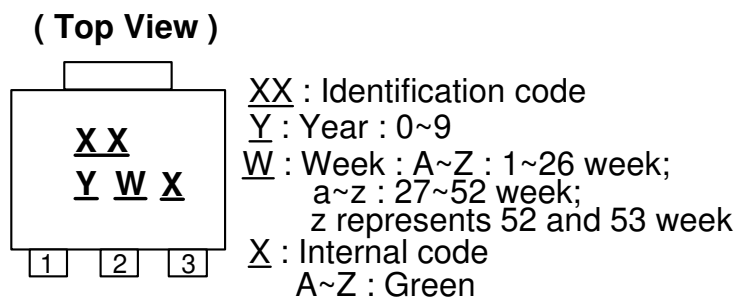 ( Top View )
X X
Y W X
1 2 3
XX : Identification code
Y : Year : 0~9
W : Week : A~Z : 1~26 week;
a~z : 27~52 week;
z represents 52 and 53 week
X : Internal code
A~Z : Green